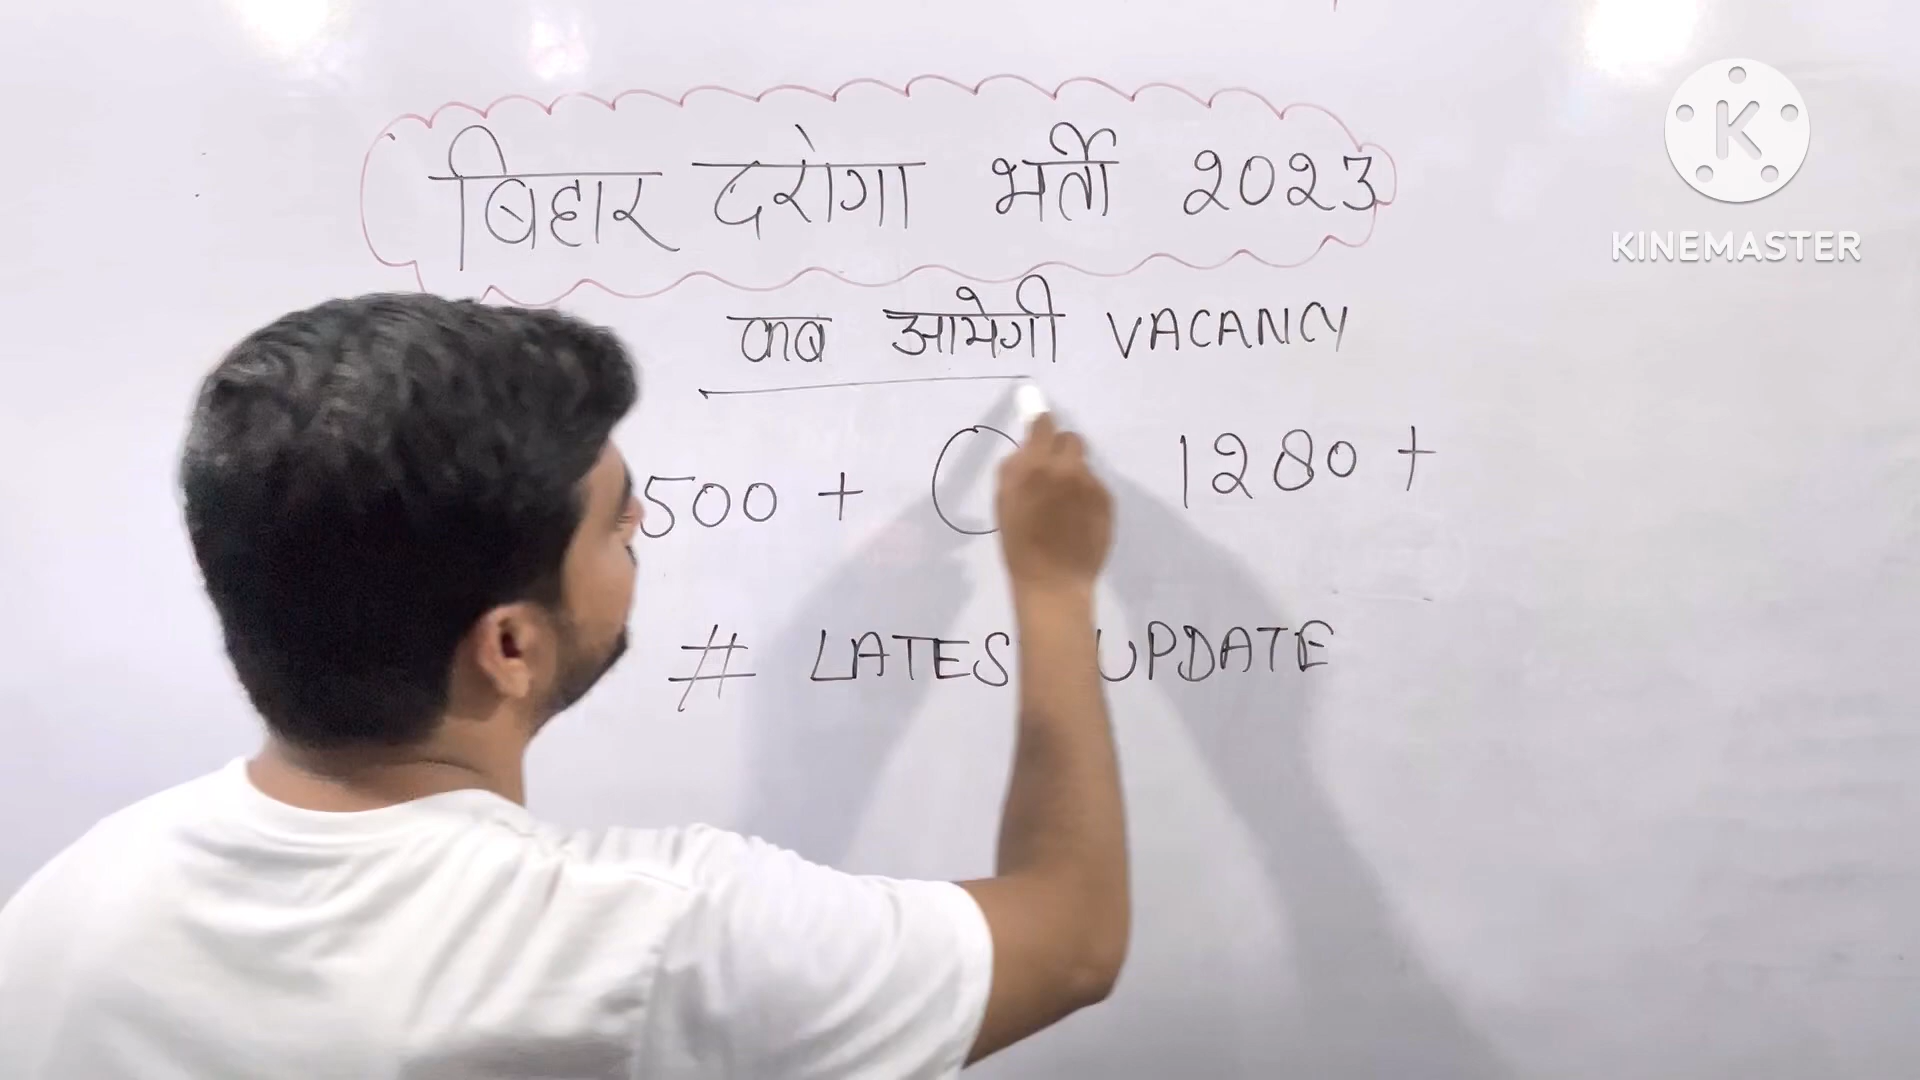 बिहार दरोगा भर्ती 2023
कब आयेगी VACANCY
500 + 1280 +
# LATES UPDATE
KINEMASTER